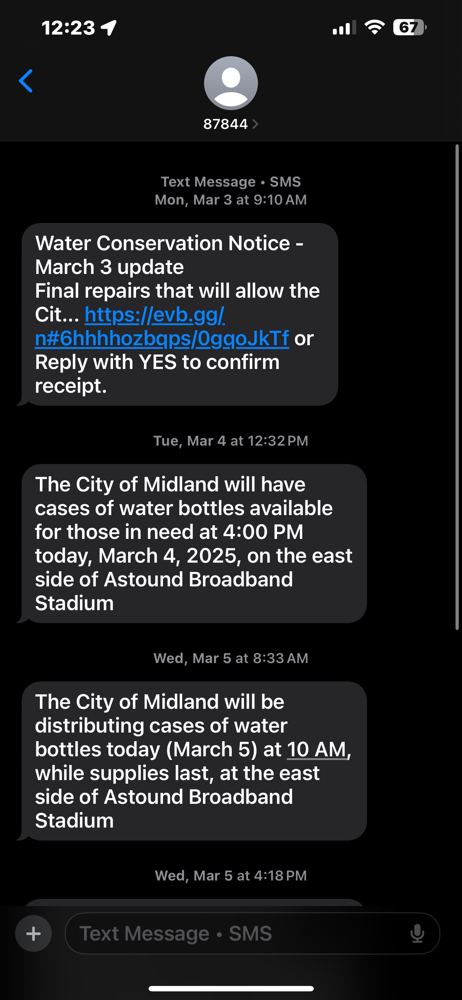 12:23
67
87844
Text Message • SMS
Mon, Mar 3 at 9:10 AM
Water Conservation Notice -
March 3 update
Final repairs that will allow the
Cit... https://evb.gg/
n#6hhhhozbqps/0gqoJkTf or
Reply with YES to confirm
receipt.
Tue, Mar 4 at 12:32 PM
The City of Midland will have
cases of water bottles available
for those in need at 4:00 PM
today, March 4, 2025, on the east
side of Astound Broadband
Stadium
Wed, Mar 5 at 8:33 AM
The City of Midland will be
distributing cases of water
bottles today (March 5) at 10 AM,
while supplies last, at the east
side of Astound Broadband
Stadium
Wed, Mar 5 at 4:18 PM
Text Message • SMS